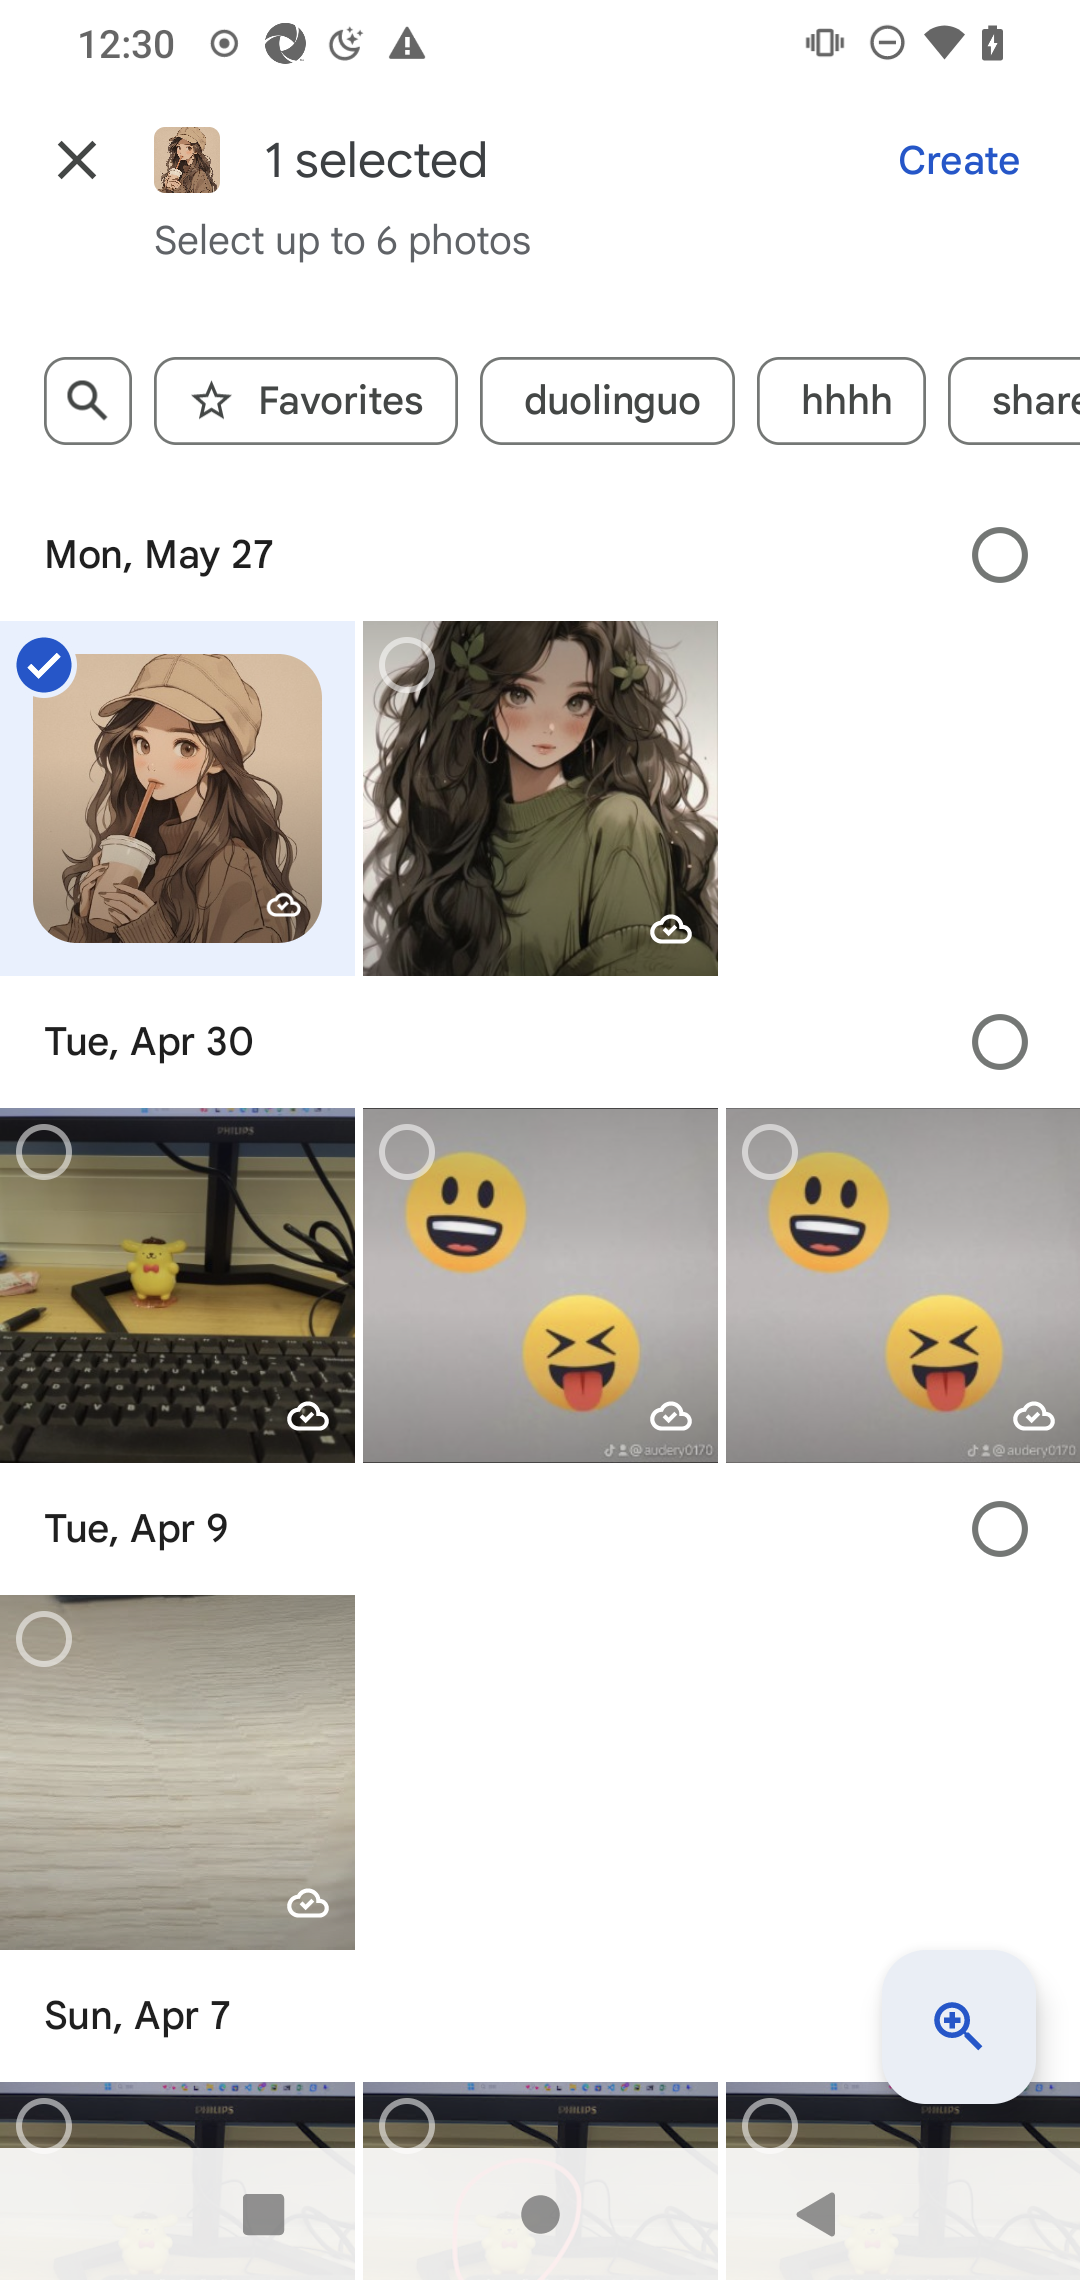 12:30
1 selected
Create
Select up to 6 photos
Favorites
duolinguo
hhhh
share
Mon, May 27
Tue, Apr 30
PHILIPS
@audery0170
@audery0170
Tue, Apr 9
Sun, Apr 7
PHILIPS
PHILIPS
PHILIPS